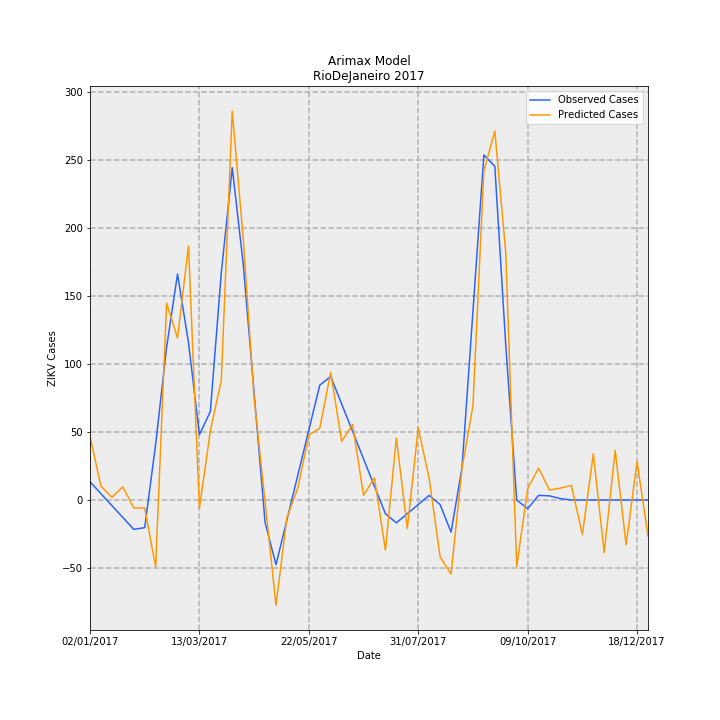 Arimax Model
RioDeJaneiro 2017
Observed Cases
Predicted Cases
300
250
200
150
100
50
0
−50
ZIKV Cases
02/01/2017
13/03/2017
22/05/2017
31/07/2017
09/10/2017
18/12/2017
Date